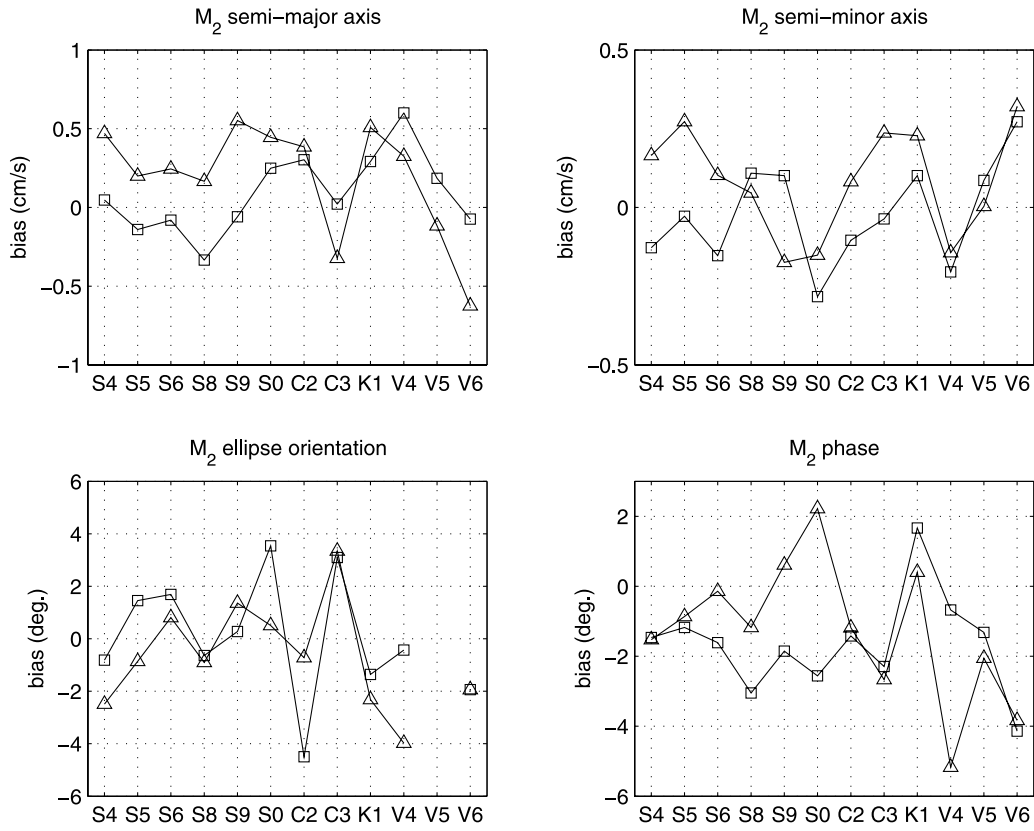 M2 semi−major axis
bias (cm/s)
1
0.5
0
−0.5
−1
S4 S5 S6 S8 S9 S0 C2 C3 K1 V4 V5 V6
M2 semi−minor axis
bias (cm/s)
0.5
0
−0.5
S4 S5 S6 S8 S9 S0 C2 C3 K1 V4 V5 V6
M2 ellipse orientation
bias (deg.)
6
4
2
0
−2
−4
−6
S4 S5 S6 S8 S9 S0 C2 C3 K1 V4 V5 V6
M2 phase
bias (deg.)
2
0
−2
−4
−6
S4 S5 S6 S8 S9 S0 C2 C3 K1 V4 V5 V6